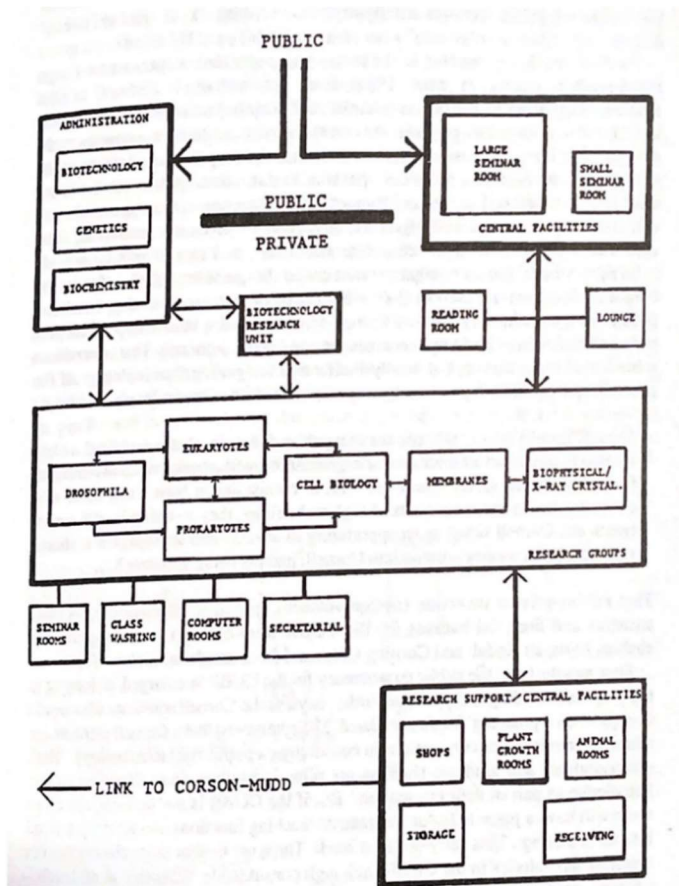 PUBLIC
ADMINISTRATION
BIOTECHNOLOGY
GENETICS
BIOCHEMISTRY
LARGE
SEMINAR
ROOM
SMALL
SEMINAR
ROOM
CENTRAL FACILITIES
PUBLIC
PRIVATE
BIOTECHNOLOGY
RESEARCH
UNIT
READING
ROOM
LOUNGE
DROSOPHILA
EUKARYOTES
PROKARYOTES
CELL BIOLOGY
MEMBRANES
BIOPHYSICAL/
X-RAY CRYSTAL.
RESEARCH GROUPS
SEMINAR
ROOMS
GLASS
WASHING
COMPUTER
ROOMS
SECRETARIAL
RESEARCH SUPPORT/CENTRAL FACILITIES
SHOPS
PLANT
GROWTH
ROOMS
ANIMAL
ROOMS
STORAGE
RECEIVING
LINK TO CORSON-MUDD